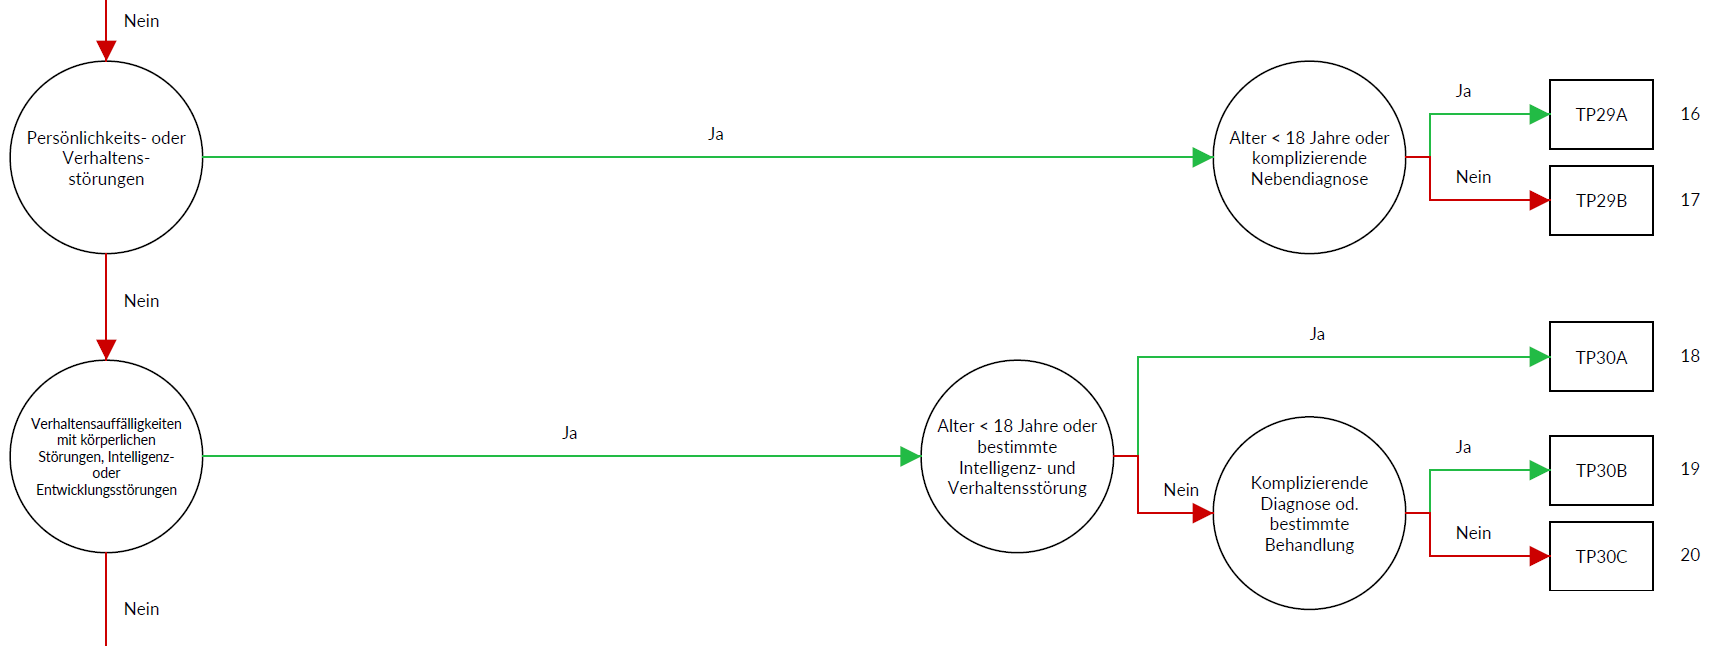 Nein
Persönlichkeits- oder
Verhaltens-
störungen
Ja
Alter < 18 Jahre oder
komplizierende
Nebendiagnose
Ja
TP29A
16
Nein
TP29B
17
Nein
Verhaltensauffälligkeiten
mit körperlichen
Störungen, Intelligenz-
oder
Entwicklungsstörungen
Ja
Alter < 18 Jahre oder
bestimmte
Intelligenz- und
Verhaltensstörung
Ja
TP30A
18
Nein
Komplizierende
Diagnose od.
bestimmte
Behandlung
Ja
TP30B
19
Nein
TP30C
20
Nein